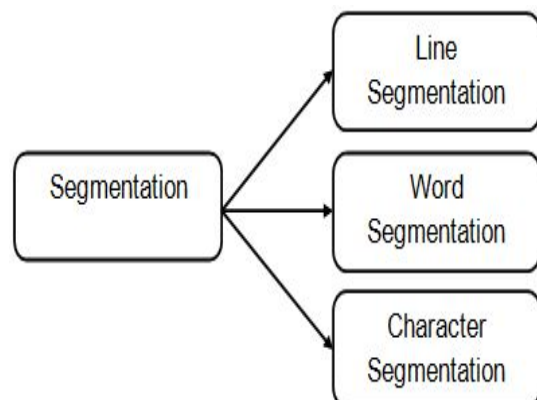 Segmentation
Line
Segmentation
Word
Segmentation
Character
Segmentation